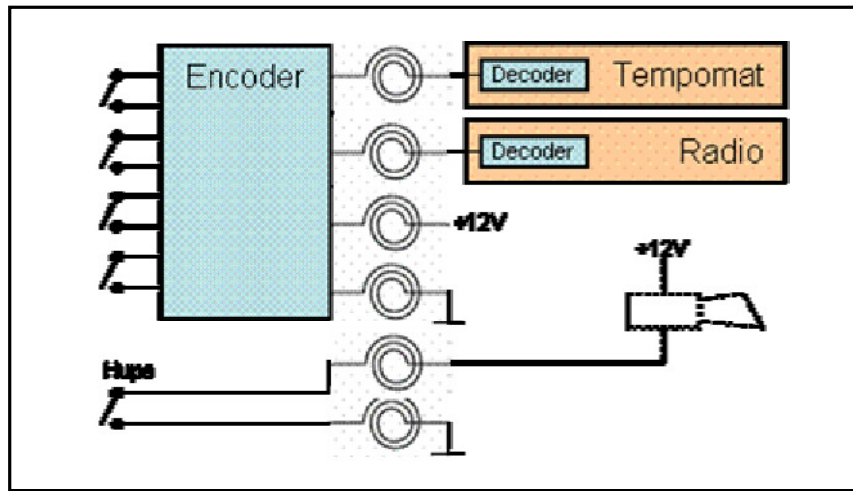 Encoder
Decoder Tempomat
Decoder Radio
+12V
+12V
Hupe